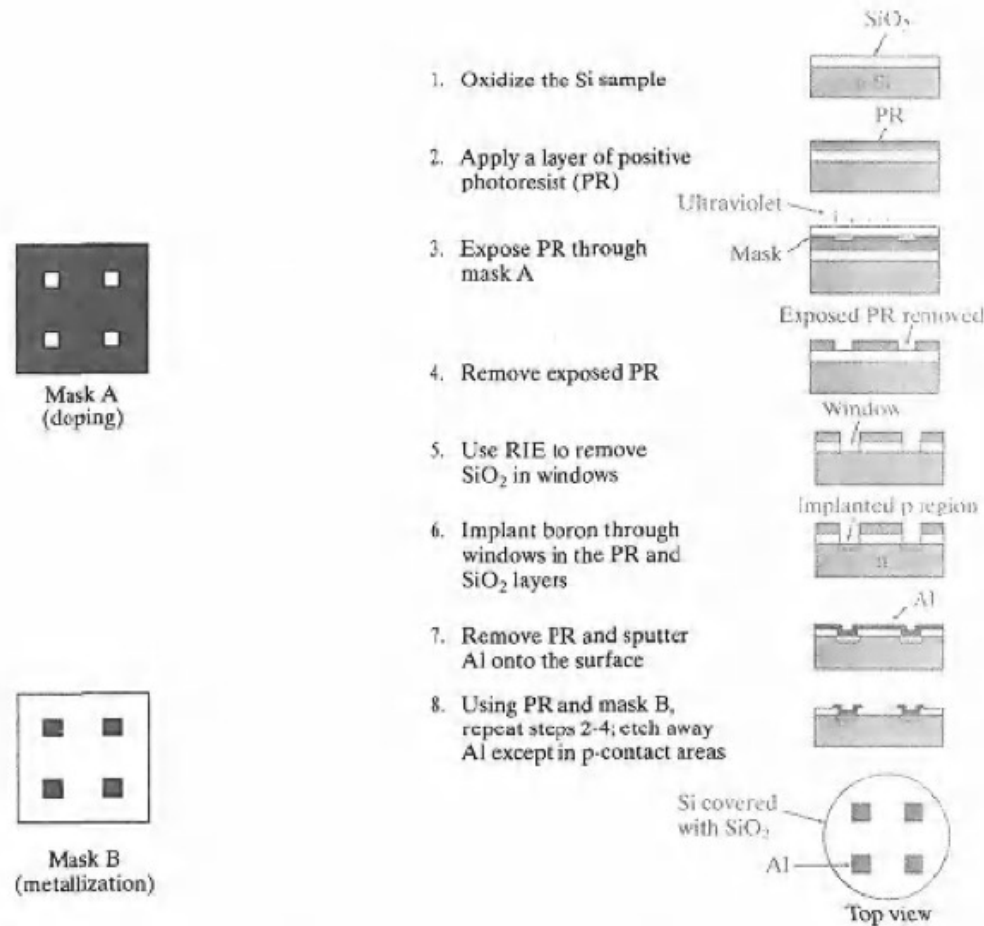 SiO₂
1. Oxidize the Si sample
PR
2. Apply a layer of positive
photoresist (PR)
Ultraviolet
3. Expose PR through
mask A
Mask
Mask A
(doping)
Exposed PR removed
4. Remove exposed PR
Window
5. Use RIE to remove
SiO₂ in windows
Implanted p region
6. Implant boron through
windows in the PR and
SiO₂ layers
Al
7. Remove PR and sputter
Al onto the surface
8. Using PR and mask B,
repeat steps 2-4; etch away
Al except in p-contact areas
Mask B
(metallization)
Si covered
with SiO₂
Al
Top view